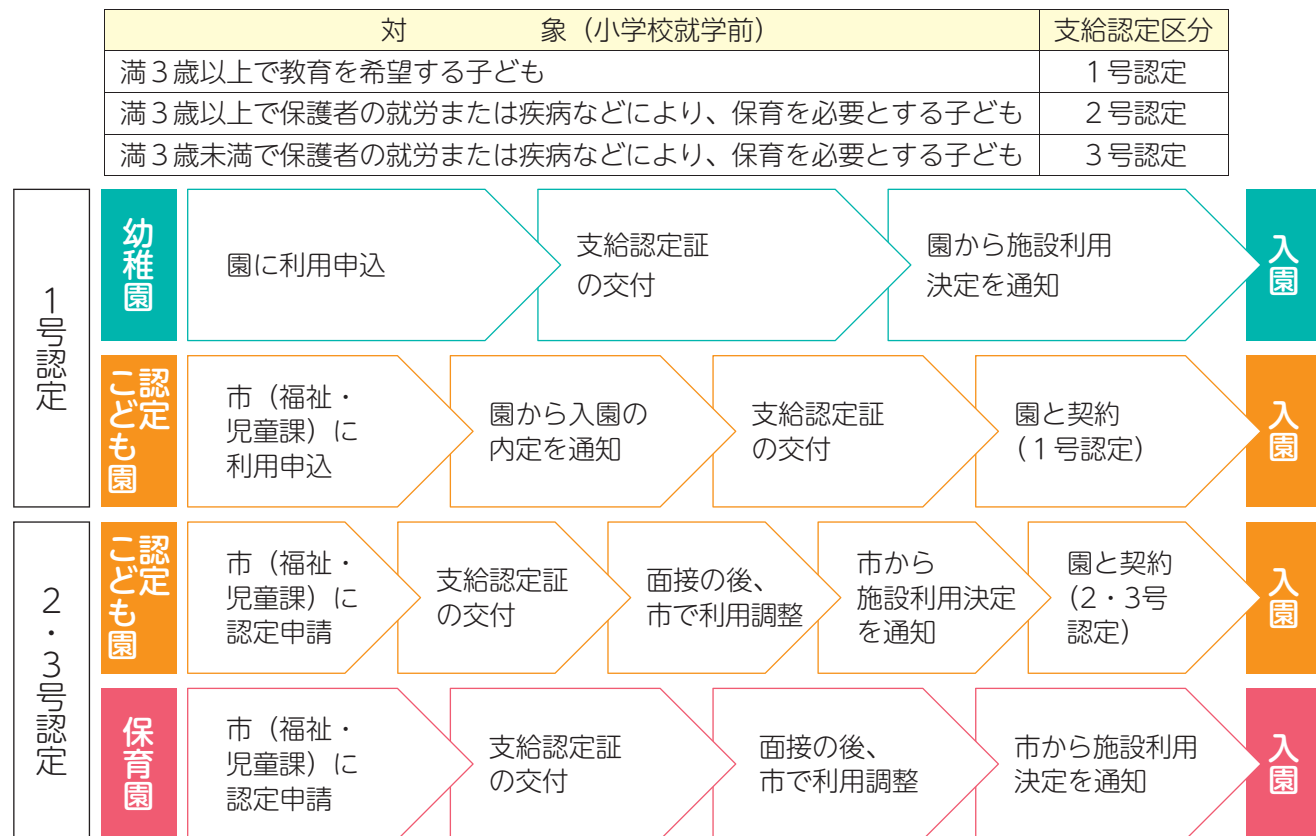 対　　　　　象（小学校就学前）　支給認定区分
満３歳以上で教育を希望する子ども　１号認定
満３歳以上で保護者の就労または疾病などにより、保育を必要とする子ども　２号認定
満３歳未満で保護者の就労または疾病などにより、保育を必要とする子ども　３号認定
１号認定
幼稚園
園に利用申込
支給認定証
の交付
園から施設利用
決定を通知
入園
認定
こども園
市（福祉・
児童課）に
利用申込
園から入園の
内定を通知
支給認定証
の交付
園と契約
（１号認定）
入園
２・３号認定
認定
こども園
市（福祉・
児童課）に
認定申請
支給認定証
の交付
面接の後、
市で利用調整
市から
施設利用決定
を通知
園と契約
（2・3号
認定）
入園
保育園
市（福祉・
児童課）に
認定申請
支給認定証
の交付
面接の後、
市で利用調整
市から施設利用
決定を通知
入園